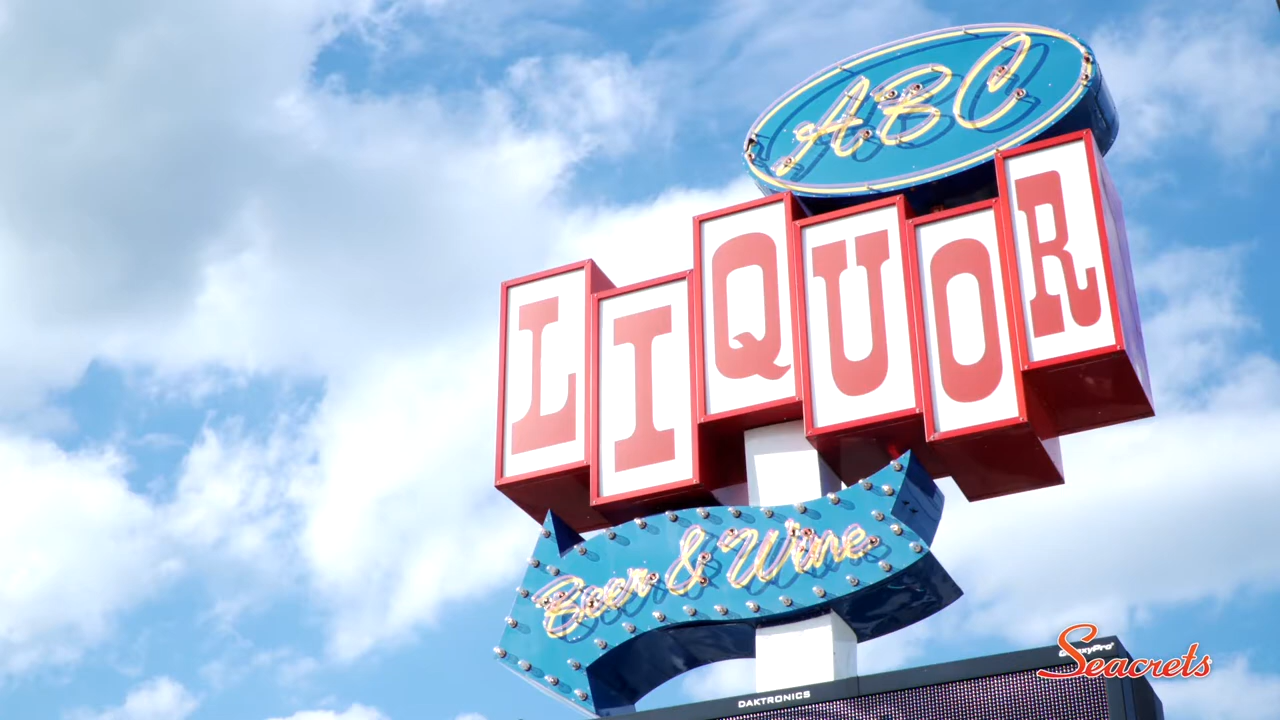 ABC
LIQUOR
Beer & Wine
DAKTRONICS
Seacrets